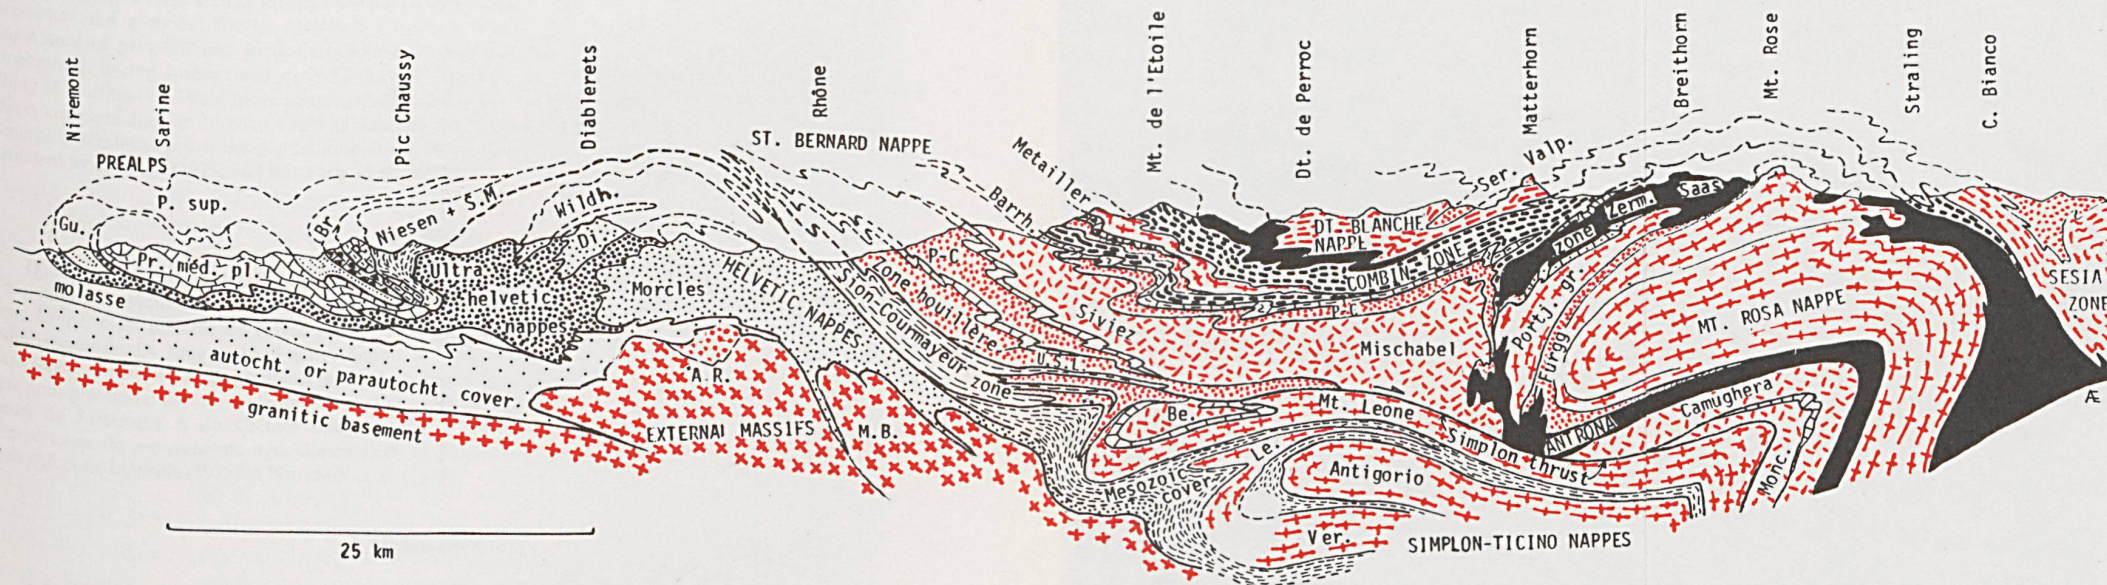 Niremont
Sarine
Pic Chaussy
Diablerets
Rhône
Mt. de l'Etoile
Dt. de Perroc
Matterhorn
Breithorn
Mt. Rose
Straling
C. Bianco
PREALPS
P. sup.
Gu.
Br.
Niesen + S.M.
Wildh.
Di.
ST. BERNARD NAPPE
Metailler
Barrh.
Ser. Valp.
Pr. méd. pl.
molasse
Ultra
helvetic
nappes
Morcles
HELVETIC NAPPES
Sion-Courmayeur zone
zone houillère
P-C
Siviez
U.S.L.
Mischabel
DT. BLANCHE
NAPPE
COMBIN ZONE
P-C
zone Zerm. Saas
Portj. gr.
Furgg
MT. ROSA NAPPE
SESIA
ZONE
autocht. or parautocht. cover.
granitic basement
A.R.
EXTERNAL MASSIFS
M.B.
Be.
Mt. Leone
Simplon thrust
ANTRONA
Camughera
Monc.
Mesozoic
cover
Le.
Antigorio
Ver.
SIMPLON-TICINO NAPPES
Æ
25 km